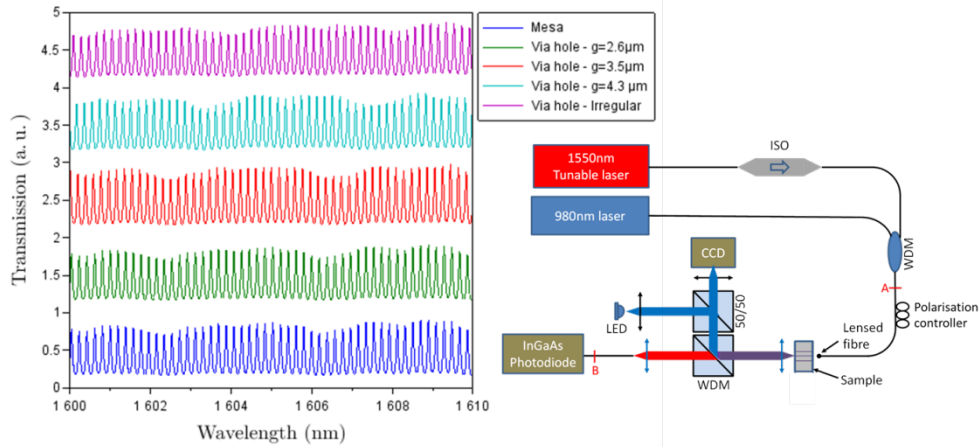 5
4.5
4
3.5
3
2.5
2
1.5
1
0.5
0
1 600
1 602
1 604
1 606
1 608
1 610
Transmission (a. u.)
Wavelength (nm)
Mesa
Via hole - g=2.6µm
Via hole - g=3.5µm
Via hole - g=4.3 µm
Via hole - Irregular
ISO
1550nm
Tunable laser
980nm laser
WDM
CCD
A
Polarisation
controller
50/50
LED
Lensed
fibre
InGaAs
Photodiode
B
WDM
Sample